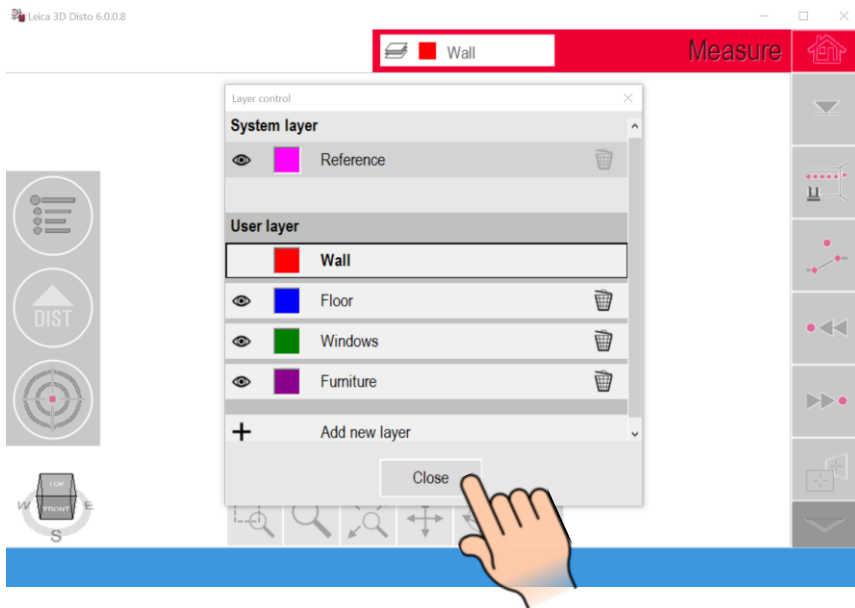 Leica 3D Disto 6.0.0.8
Wall
Measure
Layer control
System layer
Reference
User layer
Wall
Floor
Windows
Furniture
Add new layer
Close
DIST
TOP
FRONT
W
E
S